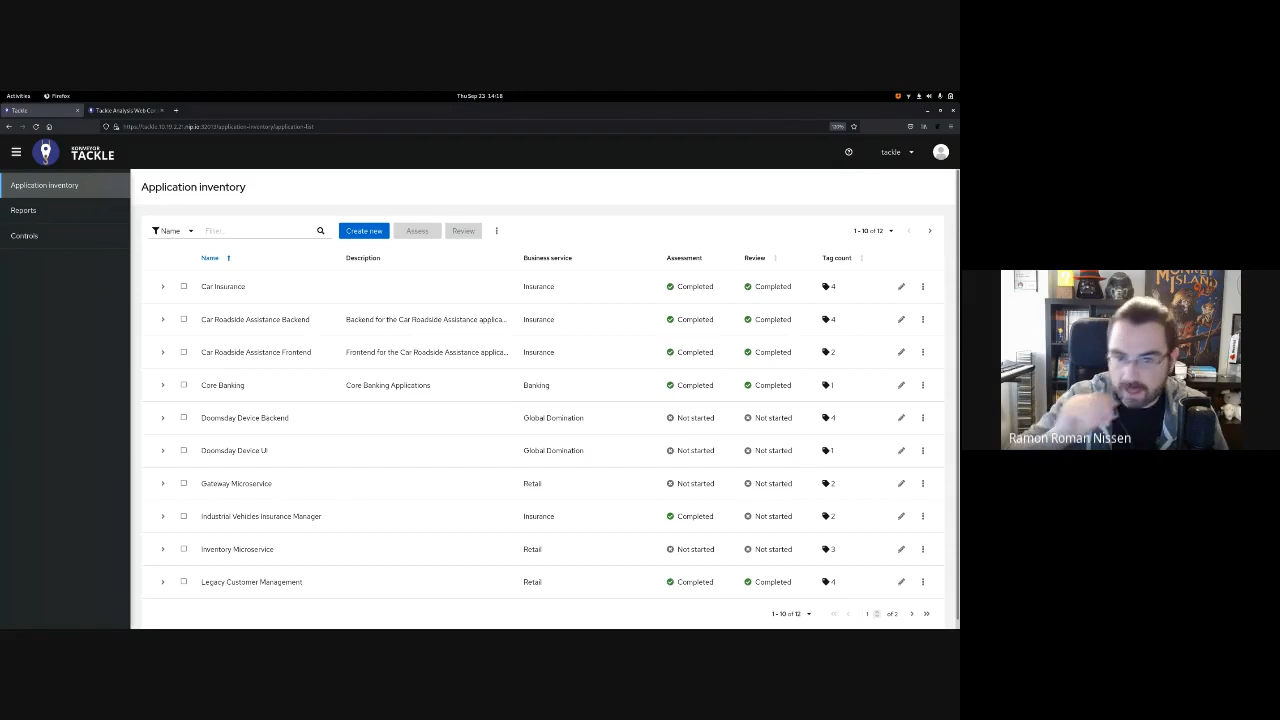 Activities Firefox Thu Sep 23 14:18
Tackle Tackle Analysis Web Con
https://tackle.10.19.2.21.nip.io:32013/application-inventory/application-list 120%
KONVEYOR
TACKLE
tackle
Application inventory
Reports
Controls
Application inventory
Name Filter... Create new Assess Review 1 - 10 of 12
Name Description Business service Assessment Review Tag count
Car Insurance Insurance Completed Completed 4
Car Roadside Assistance Backend Backend for the Car Roadside Assistance applica... Insurance Completed Completed 4
Car Roadside Assistance Frontend Frontend for the Car Roadside Assistance applica... Insurance Completed Completed 2
Core Banking Core Banking Applications Banking Completed Completed 1
Doomsday Device Backend Global Domination Not started Not started 4
Doomsday Device UI Global Domination Not started Not started 1
Gateway Microservice Retail Not started Not started 2
Industrial Vehicles Insurance Manager Insurance Completed Not started 2
Inventory Microservice Retail Not started Not started 3
Legacy Customer Management Retail Completed Completed 4
1 - 10 of 12 1 of 2
MONKEY
ISLAND
Ramon Roman Nissen